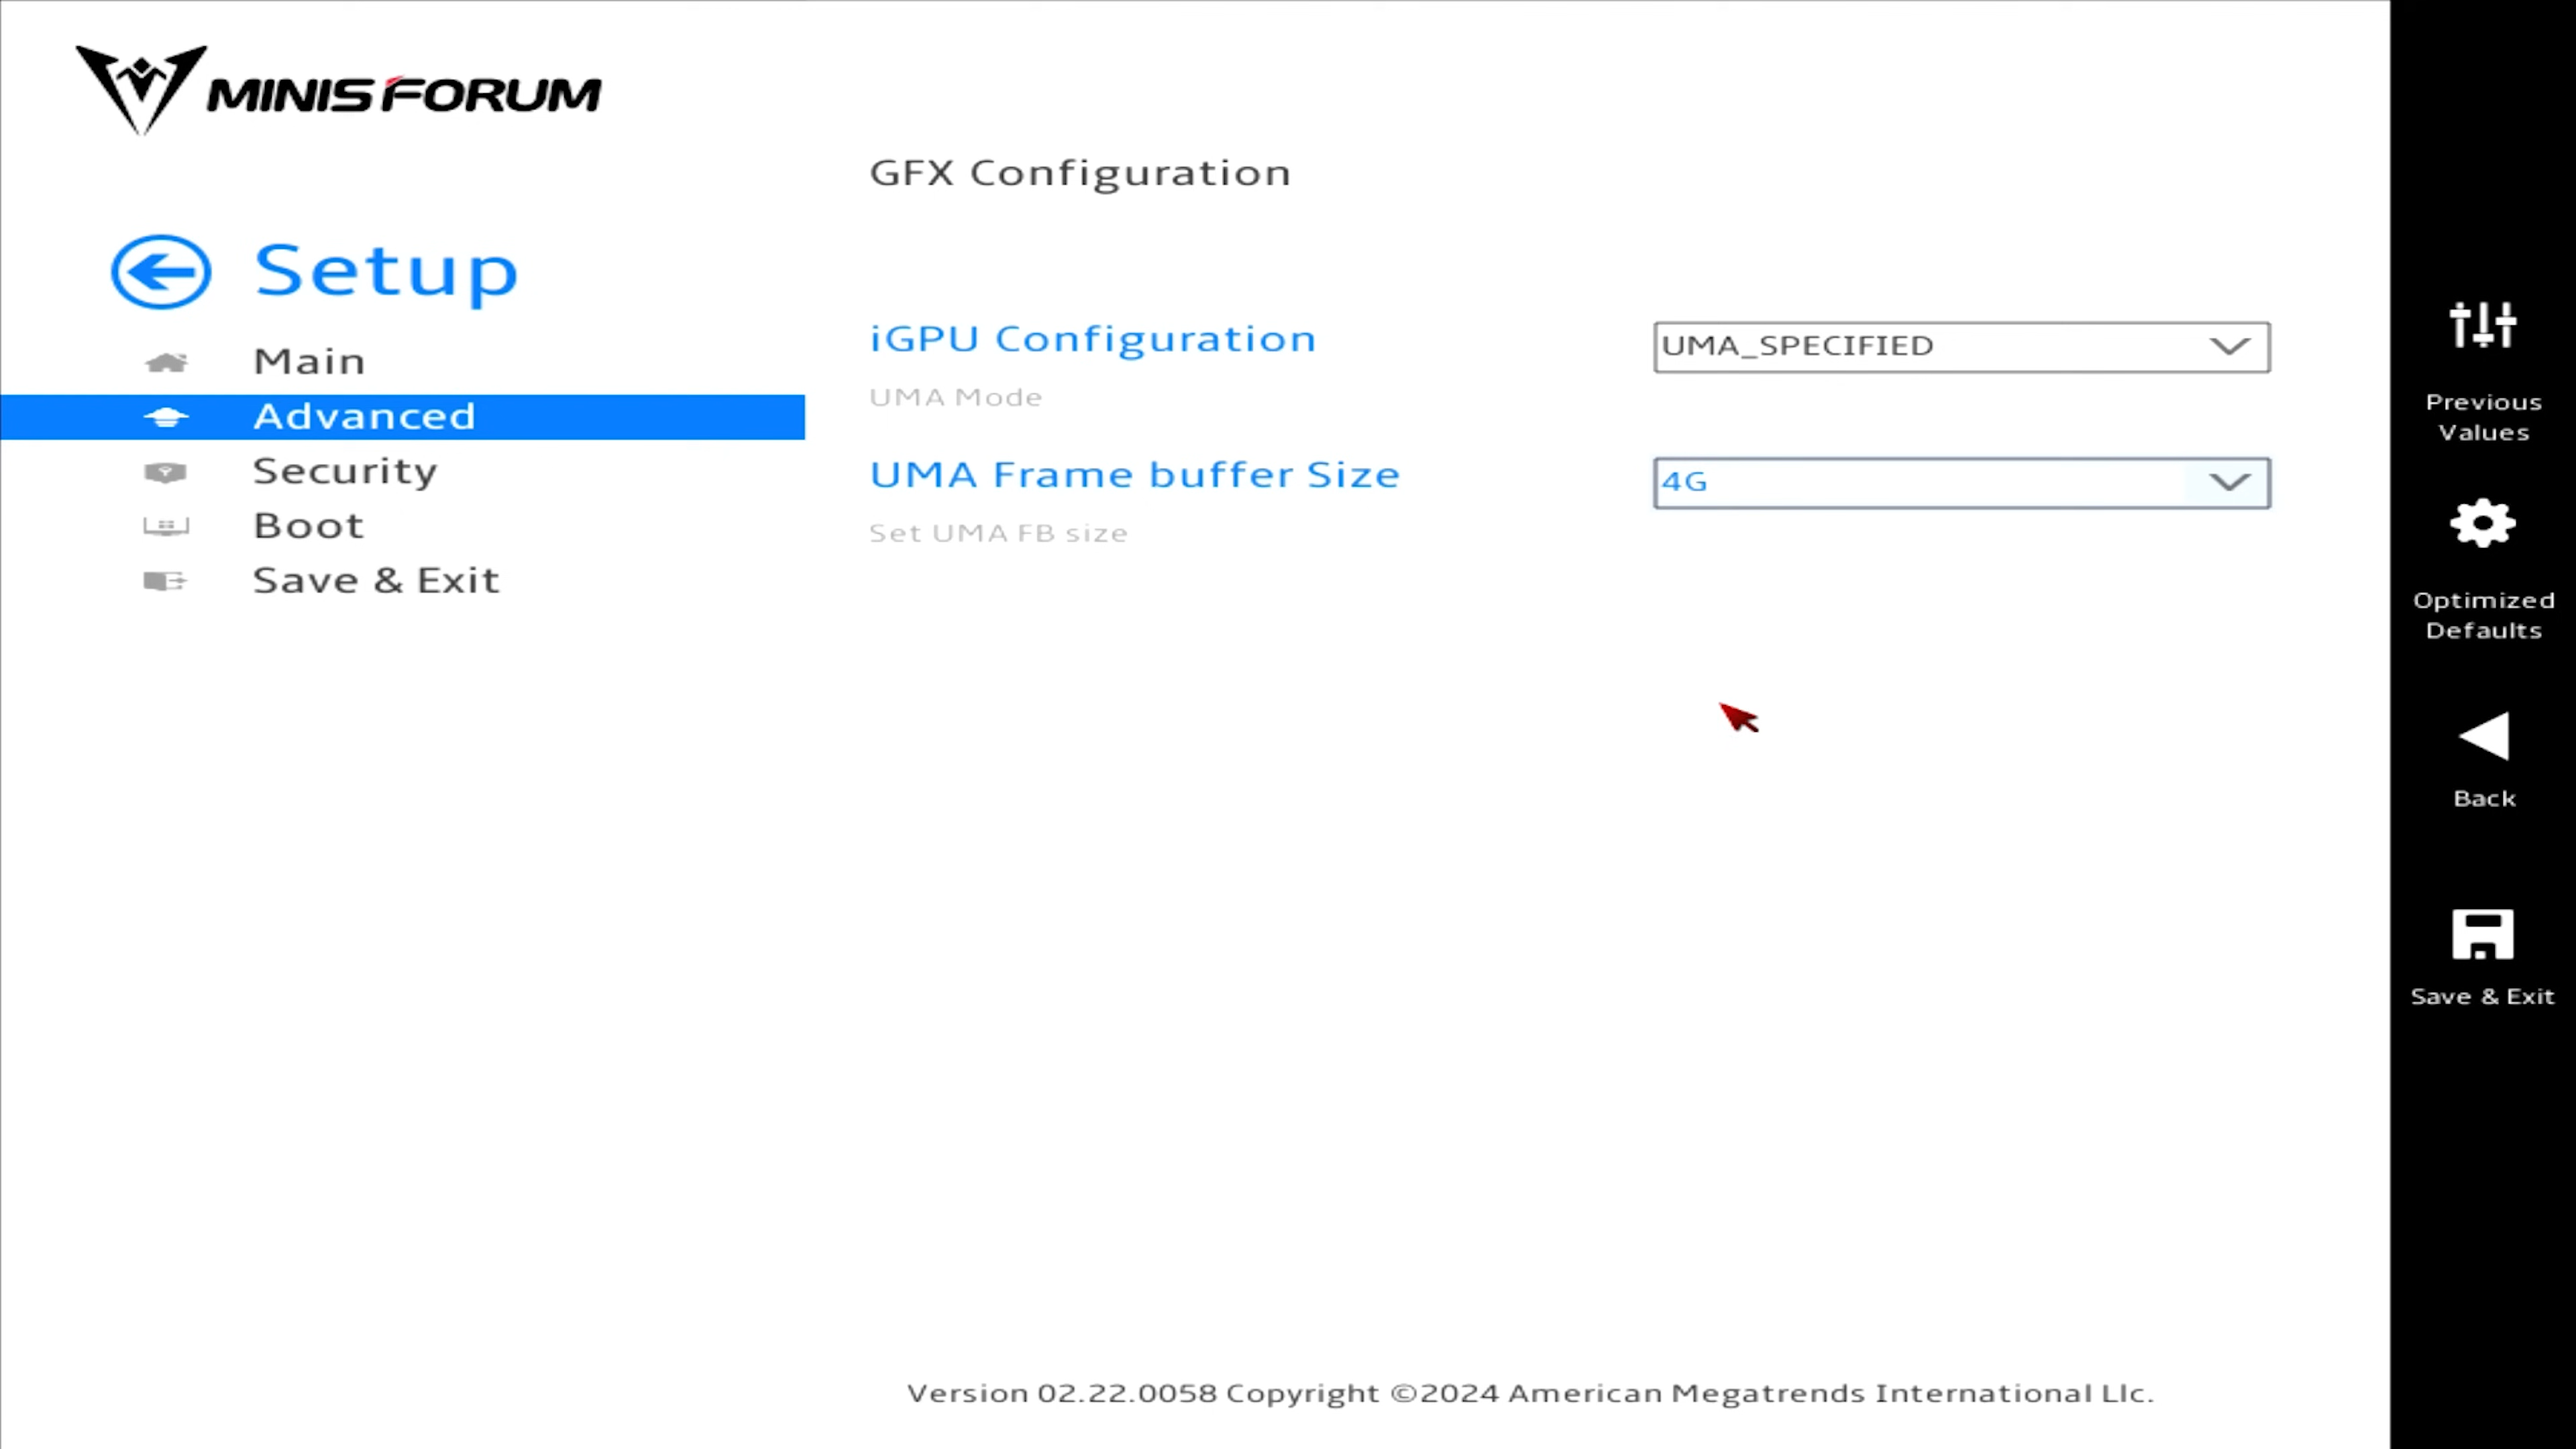 MINISFORUM
GFX Configuration
Setup
Main
Advanced
Security
Boot
Save & Exit
iGPU Configuration
UMA_SPECIFIED
UMA Mode
UMA Frame buffer Size
4G
Set UMA FB size
Previous
Values
Optimized
Defaults
Back
Save & Exit
Version 02.22.0058 Copyright ©2024 American Megatrends International Llc.